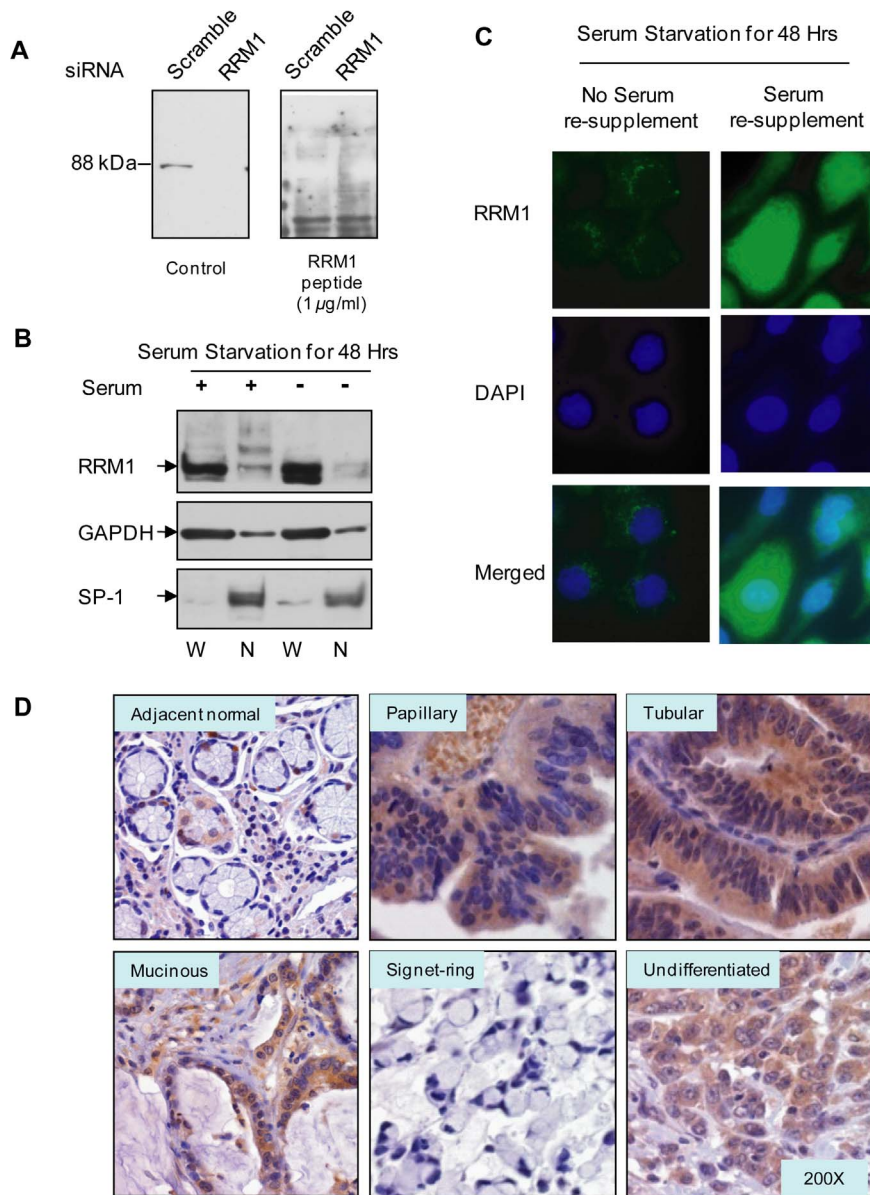 A
siRNA
Scramble
RRM1
Scramble
RRM1
88 kDa
Control
RRM1
peptide
(1 µg/ml)
B
Serum Starvation for 48 Hrs
Serum + + - -
RRM1
GAPDH
SP-1
W N W N
C
Serum Starvation for 48 Hrs
No Serum
re-supplement
Serum
re-supplement
RRM1
DAPI
Merged
D
Adjacent normal
Papillary
Tubular
Mucinous
Signet-ring
Undifferentiated
200X